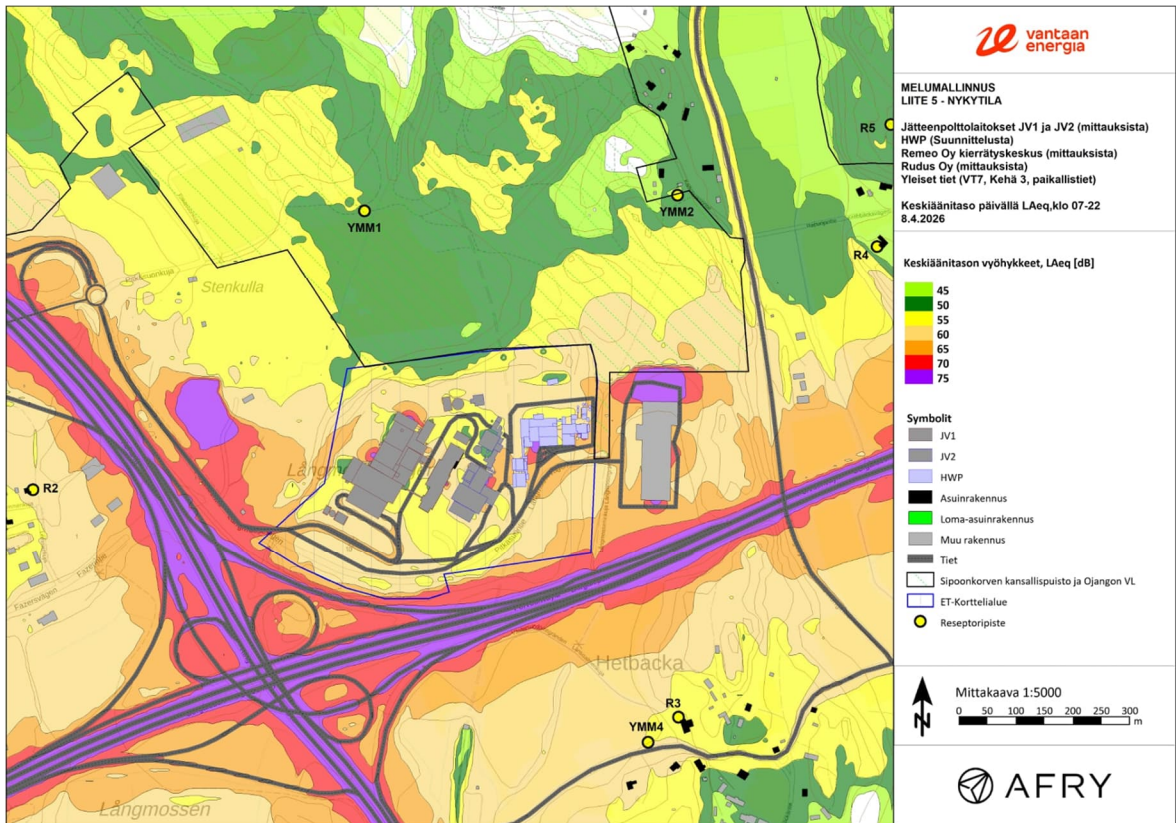 YMM1
YMM2
R5
R4
Stenkulla
R2
Fazerintie
Fazersvägen
Hetbacka
R3
YMM4
Långmossen
vantaan
energia
MELUMALLINNUS
LIITE 5 - NYKYTILA
Jätteenpolttolaitokset JV1 ja JV2 (mittauksista)
HWP (Suunnittelusta)
Remeo Oy kierrätyskeskus (mittauksista)
Rudus Oy (mittauksista)
Yleiset tiet (VT7, Kehä 3, paikallistiet)
Keskiäänitaso päivällä LAeq,klo 07-22
8.4.2026
Keskiäänitason vyöhykkeet, LAeq [dB]
45
50
55
60
65
70
75
Symbolit
JV1
JV2
HWP
Asuinrakennus
Loma-asuinrakennus
Muu rakennus
Tiet
Sipoonkorven kansallispuisto ja Ojangon VL
ET-Korttelialue
Reseptoripiste
N
Mittakaava 1:5000
0 50 100 150 200 250 300
m
AFRY